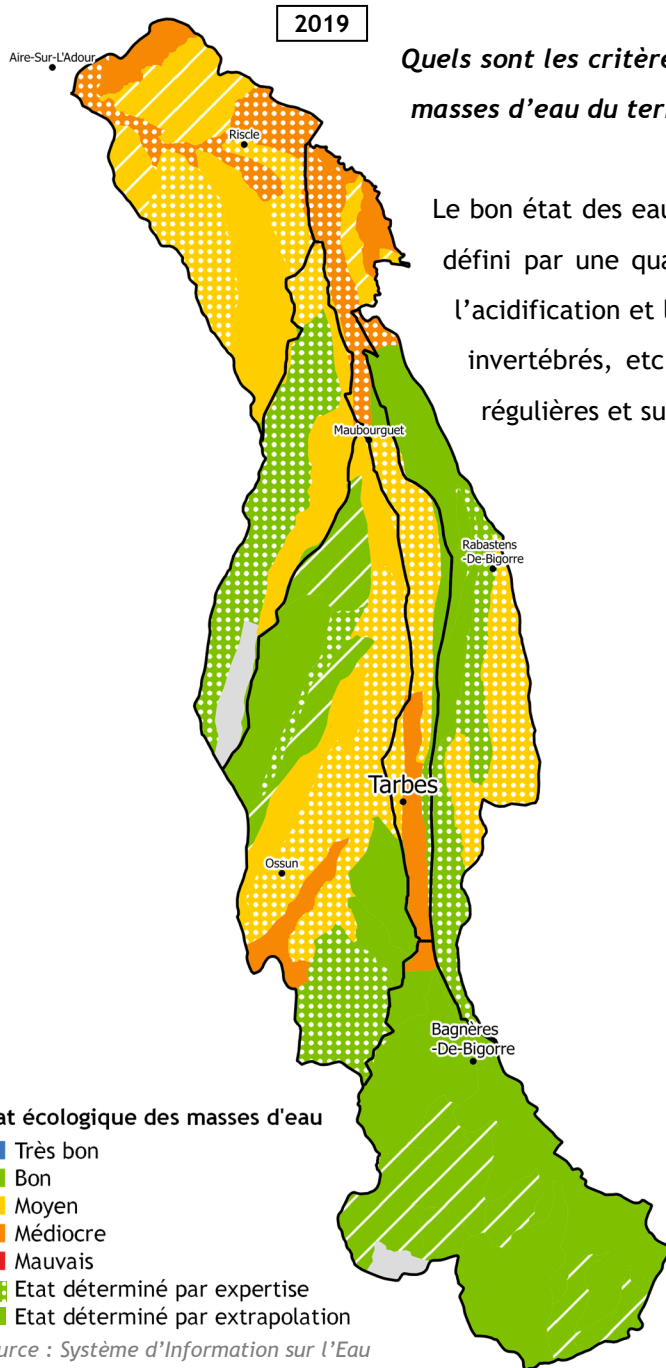 2019
Quels sont les critère
masses d'eau du ter
Le bon état des eau
défini par une qua
l'acidification et l
invertébrés, etc
régulières et su
Aire-Sur-L'Adour
Riscle
Maubourguet
Rabastens
-De-Bigorre
Tarbes
Ossun
Bagnères
-De-Bigorre
at écologique des masses d'eau
Très bon
Bon
Moyen
Médiocre
Mauvais
Etat déterminé par expertise
Etat déterminé par extrapolation
urce : Système d'Information sur l'Eau